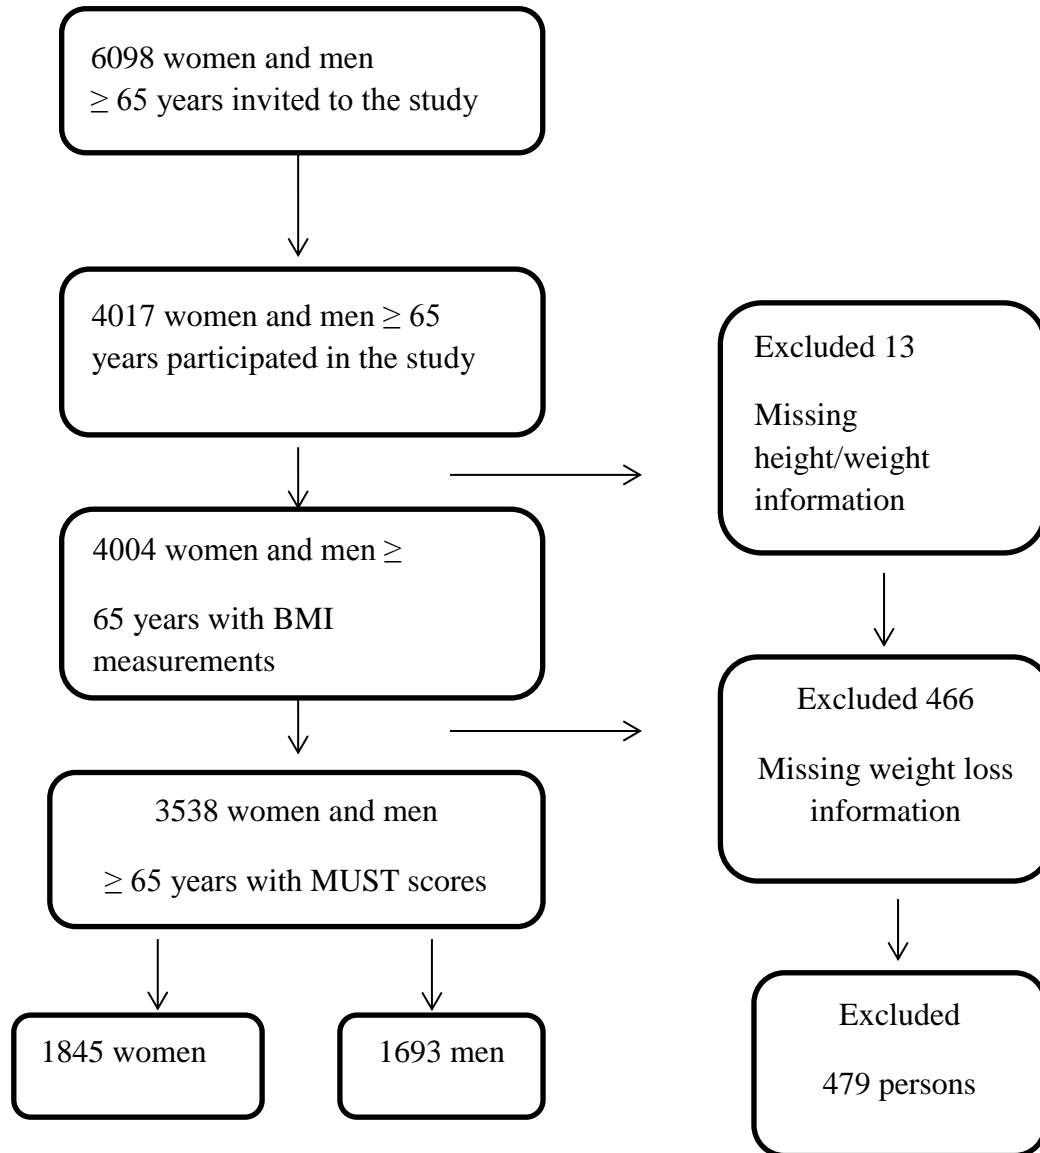 6098 women and men
≥ 65 years invited to the study
4017 women and men ≥ 65
years participated in the study
Excluded 13
Missing
height/weight
information
4004 women and men ≥
65 years with BMI
measurements
Excluded 466
Missing weight loss
information
3538 women and men
≥ 65 years with MUST scores
Excluded
479 persons
1845 women
1693 men